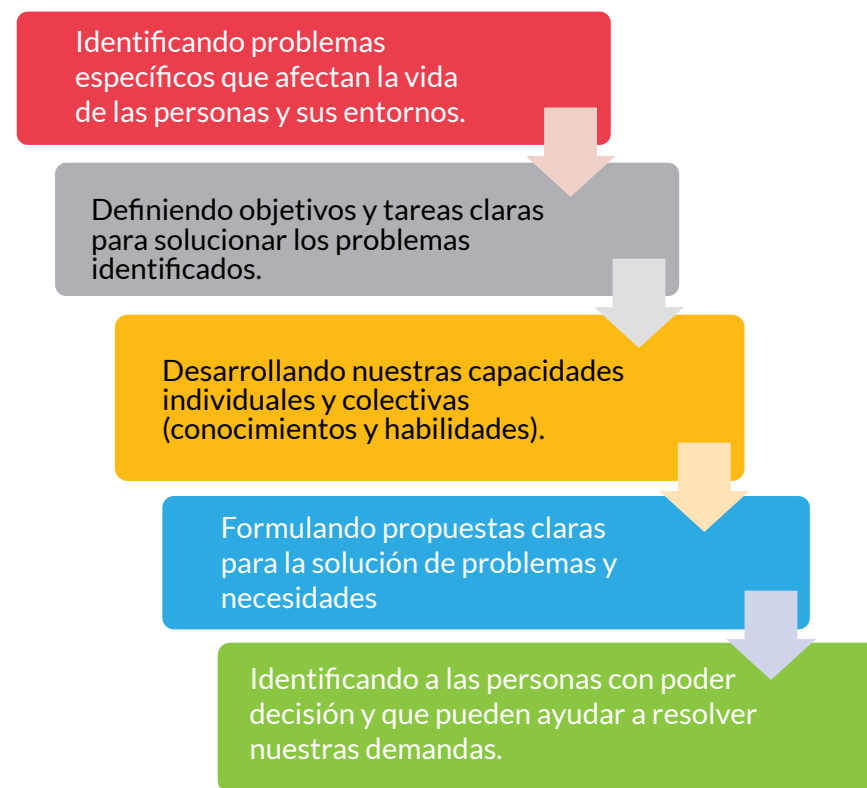 Identificando problemas
específicos que afectan la vida
de las personas y sus entornos.
Definiendo objetivos y tareas claras
para solucionar los problemas
identificados.
Desarrollando nuestras capacidades
individuales y colectivas
(conocimientos y habilidades).
Formulando propuestas claras
para la solución de problemas y
necesidades
Identificando a las personas con poder
decisión y que pueden ayudar a resolver
nuestras demandas.